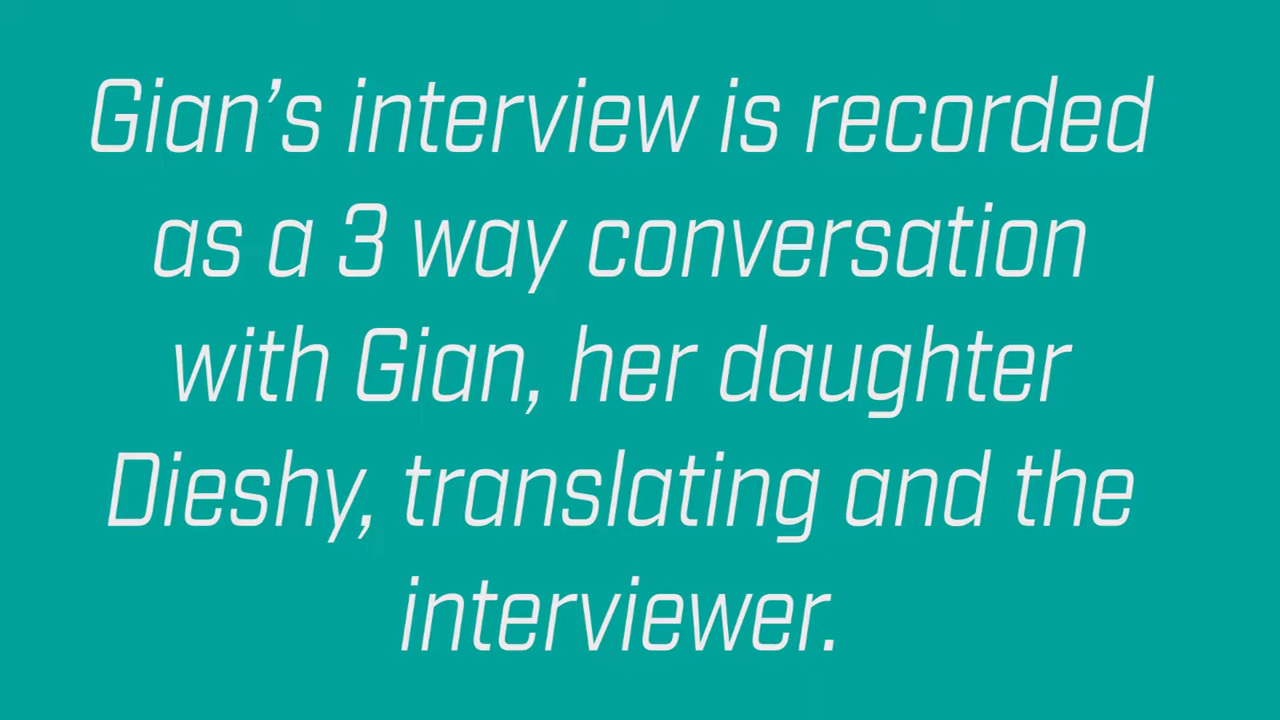 Gian’s interview is recorded
as a 3 way conversation
with Gian, her daughter
Dieshy, translating and the
interviewer.